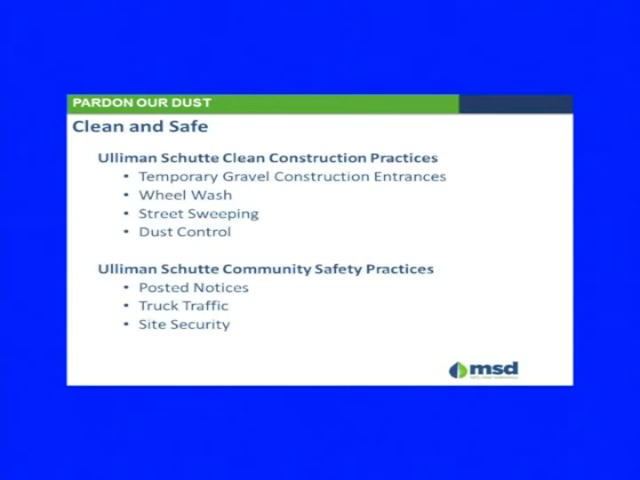 PARDON OUR DUST
Clean and Safe
Ulliman Schutte Clean Construction Practices
• Temporary Gravel Construction Entrances
• Wheel Wash
• Street Sweeping
• Dust Control
Ulliman Schutte Community Safety Practices
• Posted Notices
• Truck Traffic
• Site Security
msd